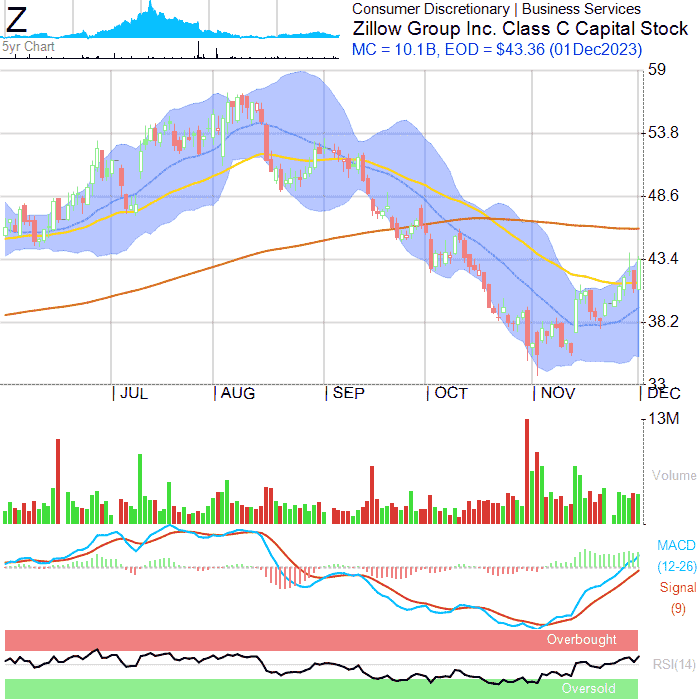 Z
5yr Chart
Consumer Discretionary | Business Services
Zillow Group Inc. Class C Capital Stock
MC = 10.1B, EOD = $43.36 (01Dec2023)
59
53.8
48.6
43.4
38.2
33
JUL AUG SEP OCT NOV DEC
13M
Volume
MACD
(12-26)
Signal
(9)
Overbought
RSI(14)
Oversold